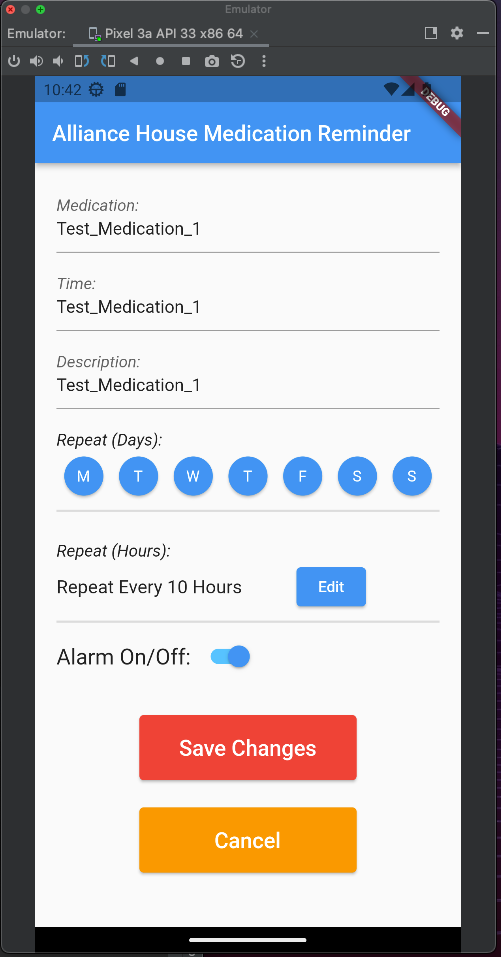 Emulator
Emulator: Pixel 3a API 33 x86 64
10:42
DEBUG
Alliance House Medication Reminder
Medication:
Test_Medication_1
Time:
Test_Medication_1
Description:
Test_Medication_1
Repeat (Days):
M T W T F S S
Repeat (Hours):
Repeat Every 10 Hours Edit
Alarm On/Off:
Save Changes
Cancel